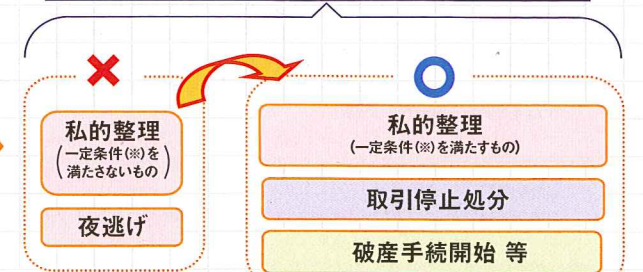 私的整理
(一定条件(※)を
満たさないもの)
夜逃げ
私的整理
(一定条件(※)を満たすもの)
取引停止処分
破産手続開始 等